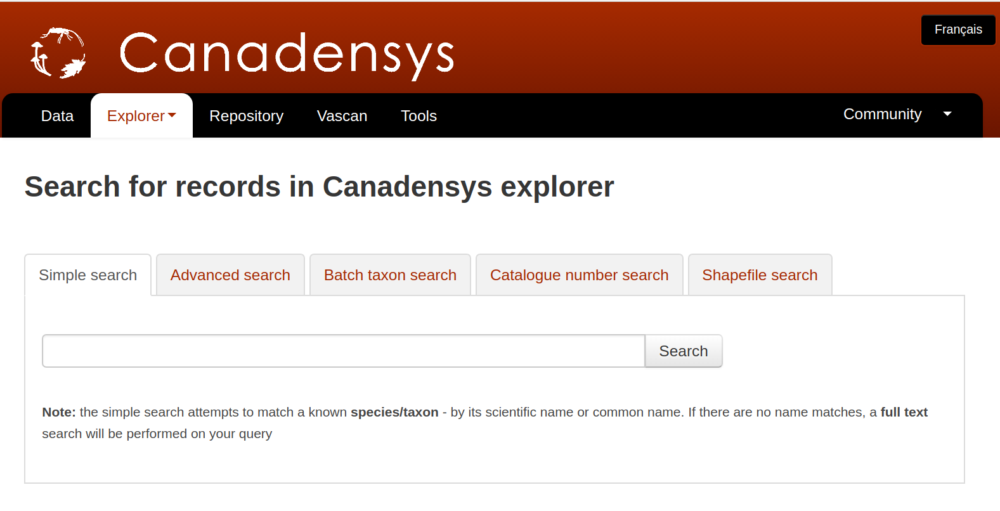 Français
Canadensys
Data Explorer Repository Vascan Tools Community
Search for records in Canadensys explorer
Simple search Advanced search Batch taxon search Catalogue number search Shapefile search
Search
Note: the simple search attempts to match a known species/taxon - by its scientific name or common name. If there are no name matches, a full text
search will be performed on your query